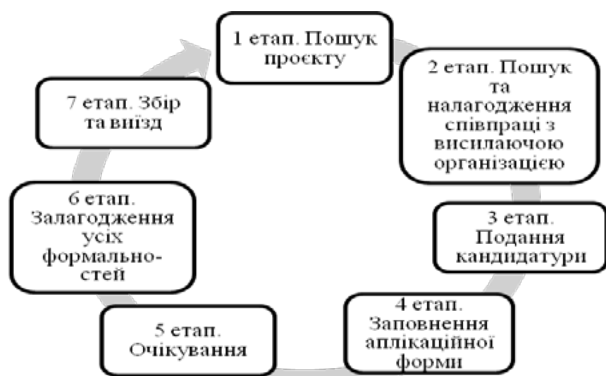 1 етап. Пошук
проєкту
2 етап. Пошук
та
налагодження
співпраці з
висилаючою
організацією
3 етап.
Подання
кандидатури
4 етап.
Заповнення
аплікаційної
форми
5 етап.
Очікування
6 етап.
Залагодження
усіх
формально-
стей
7 етап. Збір
та виїзд